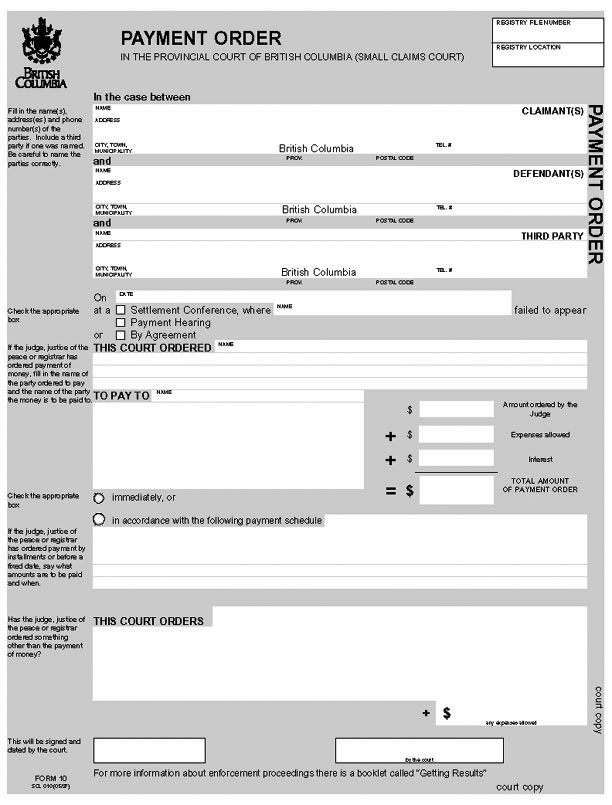 REGISTRY FILE NUMBER
REGISTRY LOCATION
PAYMENT ORDER
IN THE PROVINCIAL COURT OF BRITISH COLUMBIA (SMALL CLAIMS COURT)
BRITISH
COLUMBIA
In the case between
Fill in the name(s),
address(es) and phone
number(s) of the
parties. Include a third
party if one was named.
Be careful to name the
parties correctly.
NAME
CLAIMANT(S)
ADDRESS
CITY, TOWN,
MUNICIPALITY
British Columbia
TEL. #
PROV.
POSTAL CODE
and
NAME
DEFENDANT(S)
ADDRESS
CITY, TOWN,
MUNICIPALITY
British Columbia
TEL. #
PROV.
POSTAL CODE
and
NAME
THIRD PARTY
ADDRESS
CITY, TOWN,
MUNICIPALITY
British Columbia
TEL. #
PROV.
POSTAL CODE
PAYMENT ORDER
On
DATE
Check the appropriate
box
at a
Settlement Conference, where
NAME
failed to appear
Payment Hearing
or
By Agreement
If the judge, justice of the
peace or registrar has
ordered payment of
money, fill in the name of
the party ordered to pay
and the name of the party
the money is to be paid to.
THIS COURT ORDERED
NAME
TO PAY TO
NAME
$
Amount ordered by the
Judge
+ $
Expenses allowed
+ $
Interest
= $
TOTAL AMOUNT
OF PAYMENT ORDER
Check the appropriate
box
immediately, or
in accordance with the following payment schedule
If the judge, justice of
the peace or registrar
has ordered payment by
installments or before a
fixed date, say what
amounts are to be paid
and when.
Has the judge, justice of
the peace or registrar
ordered something
other than the payment
of money?
THIS COURT ORDERS
+ $
any expenses allowed
court copy
This will be signed and
dated by the court.
by the court
FORM 10
For more information about enforcement proceedings there is a booklet called "Getting Results"
court copy